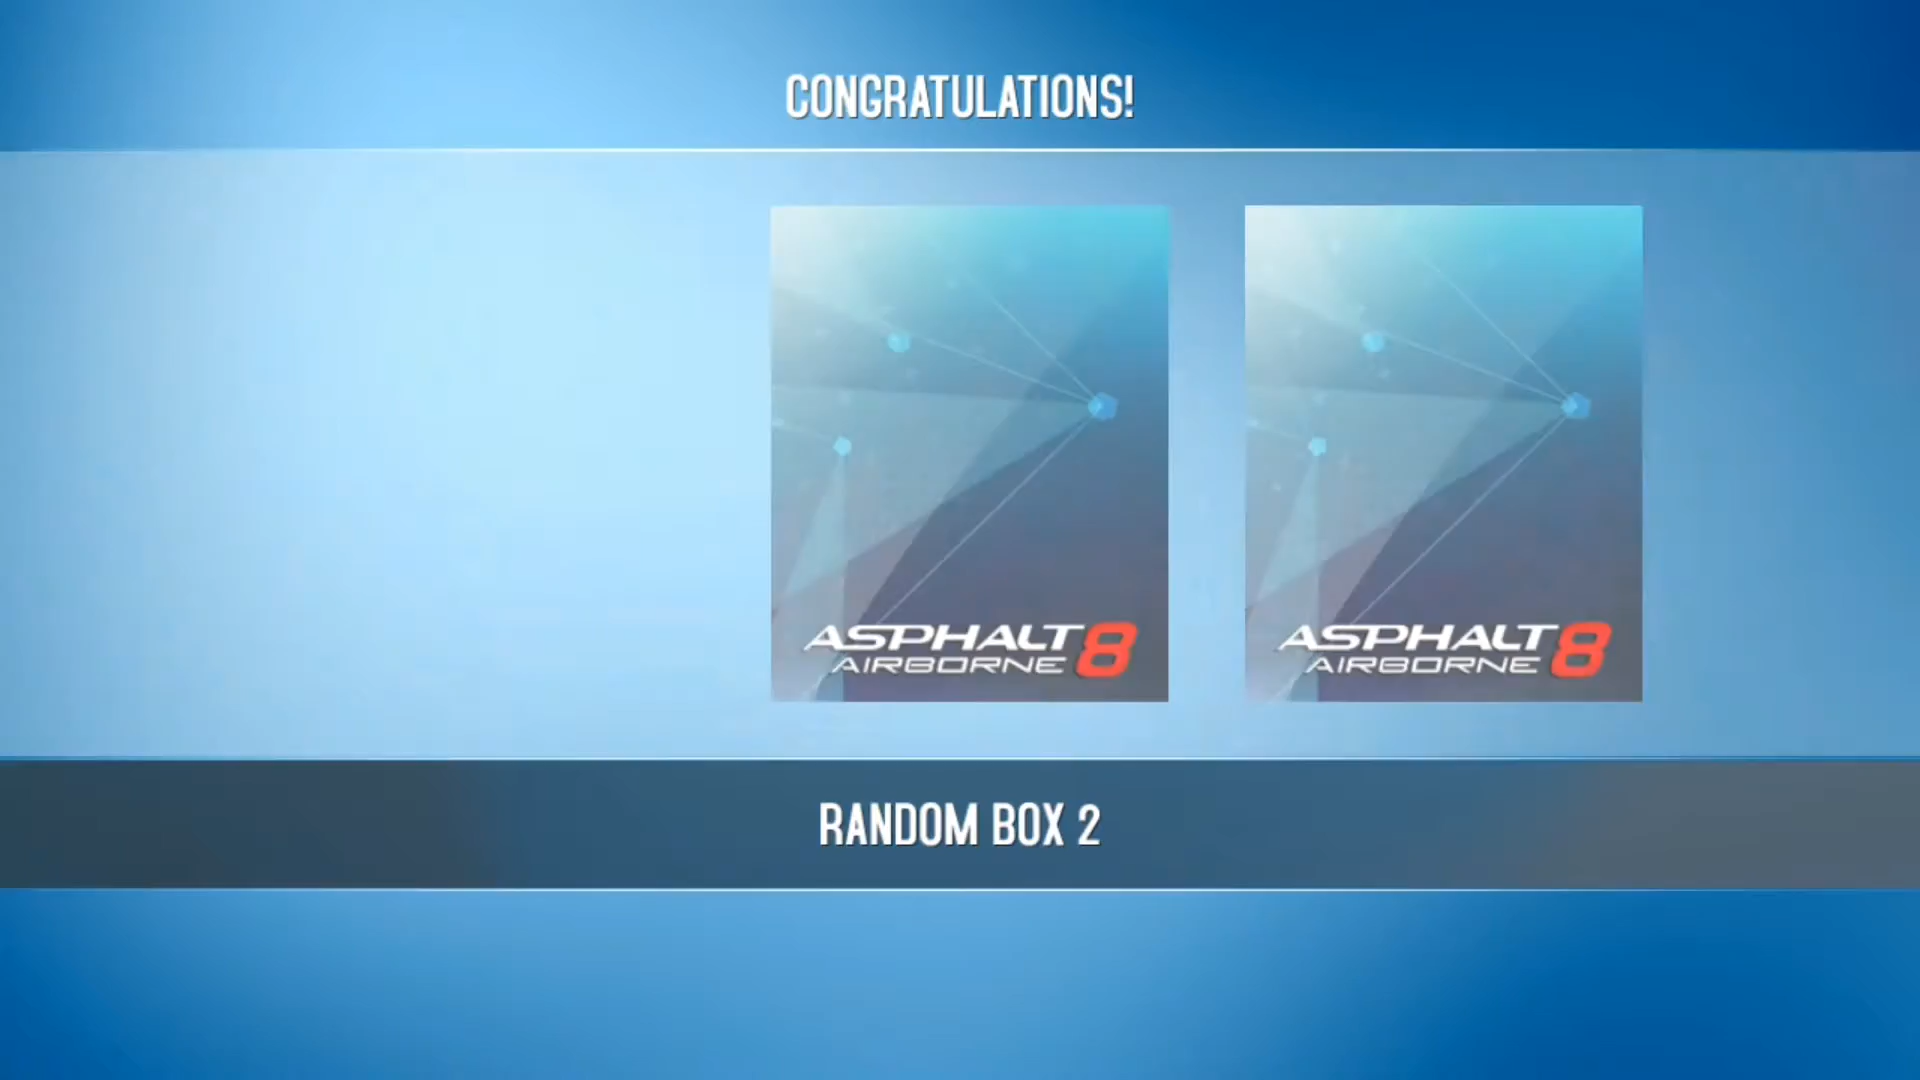 CONGRATULATIONS!
ASPHALT 8
AIRBORNE
ASPHALT 8
AIRBORNE
RANDOM BOX 2